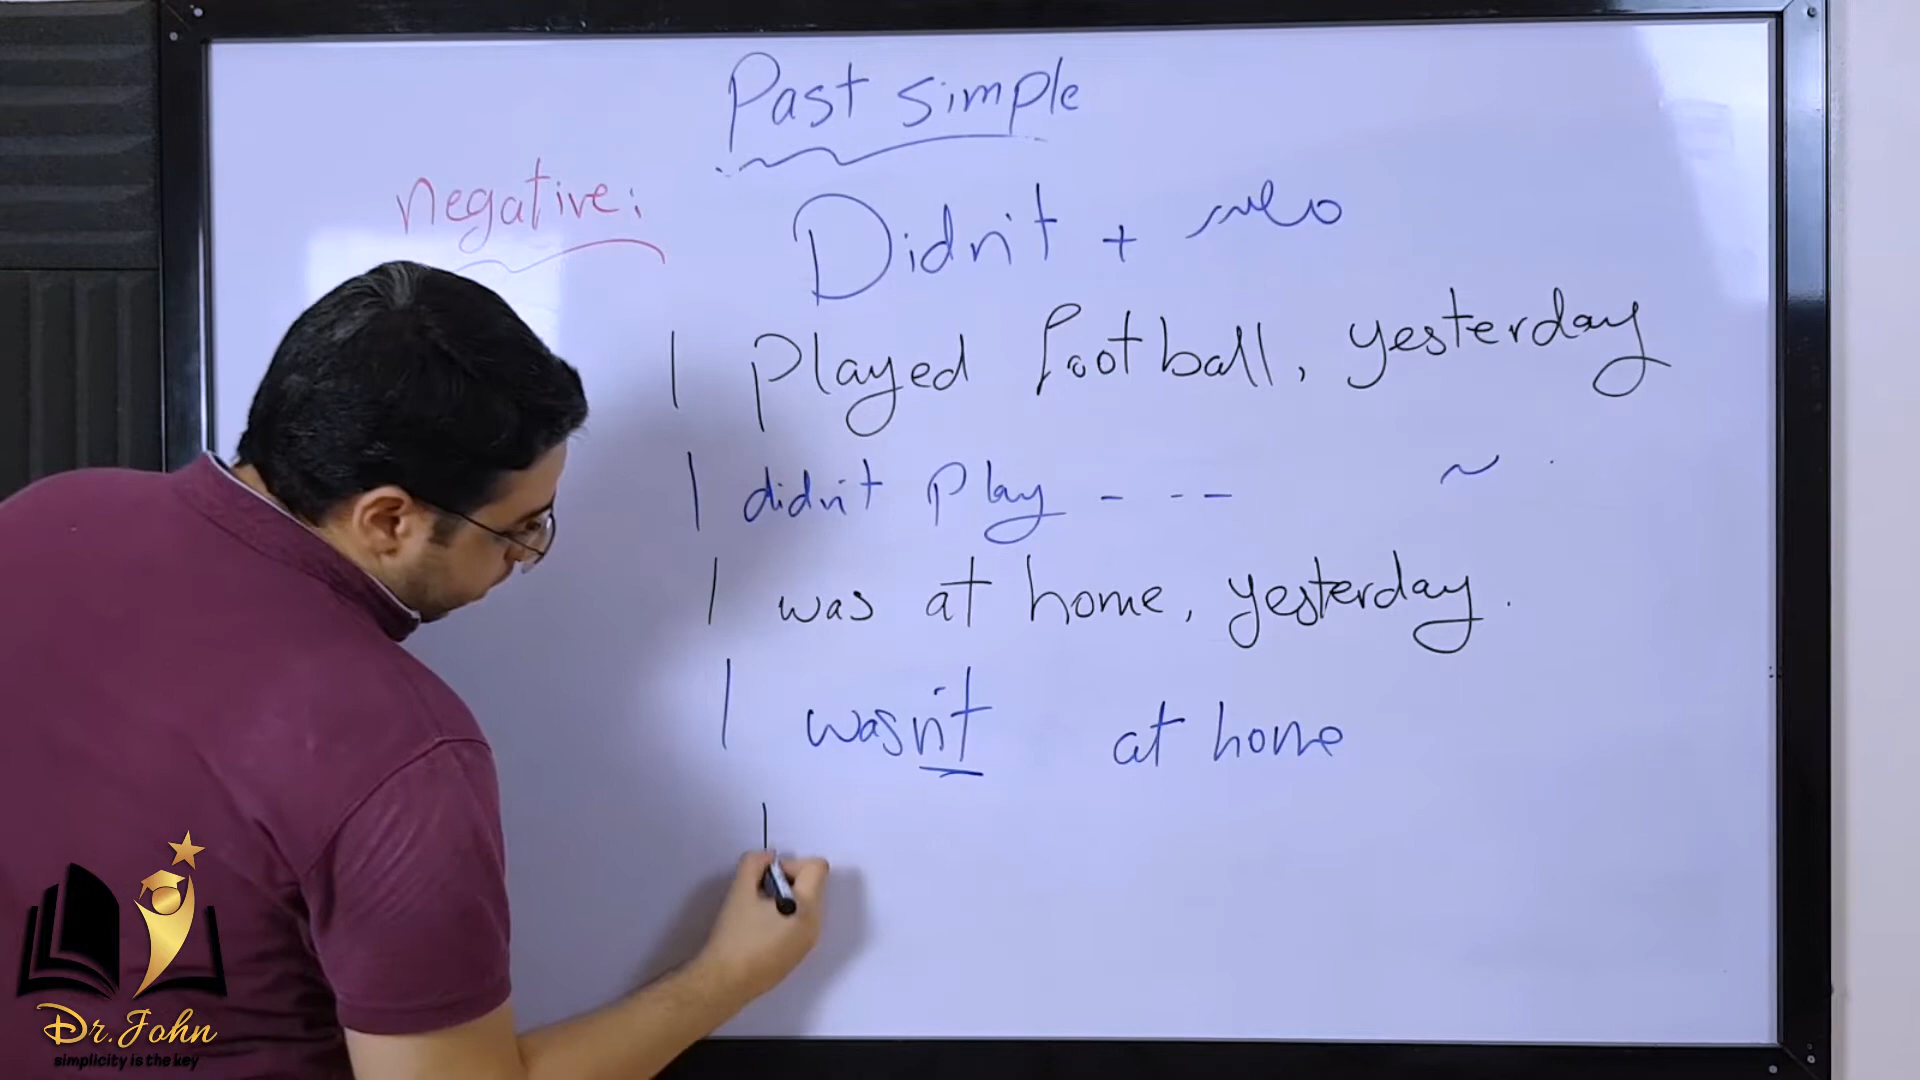 Past simple
negative:
Didn't + مصدر
I played football, yesterday
I didn't play - - -
I was at home, yesterday.
I wasn't at home
I
Dr. John
simplicity is the key